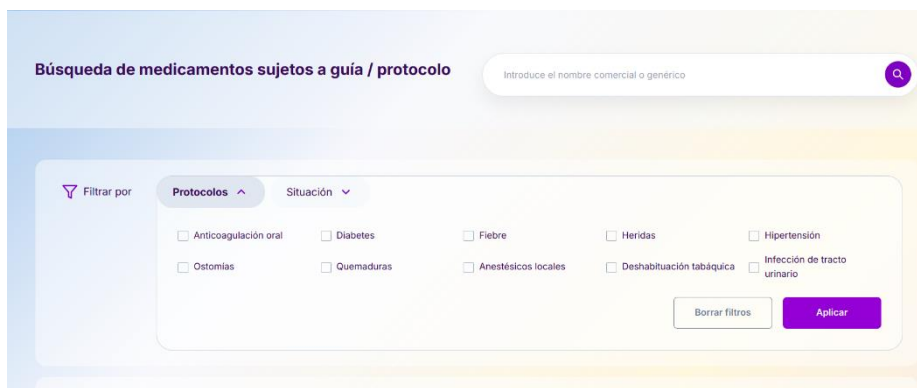 Búsqueda de medicamentos sujetos a guía / protocolo
Introduce el nombre comercial o genérico
Filtrar por
Protocolos
Situación
Anticoagulación oral
Diabetes
Fiebre
Heridas
Hipertensión
Ostomías
Quemaduras
Anestésicos locales
Deshabituación tabáquica
Infección de tracto
urinario
Borrar filtros
Aplicar